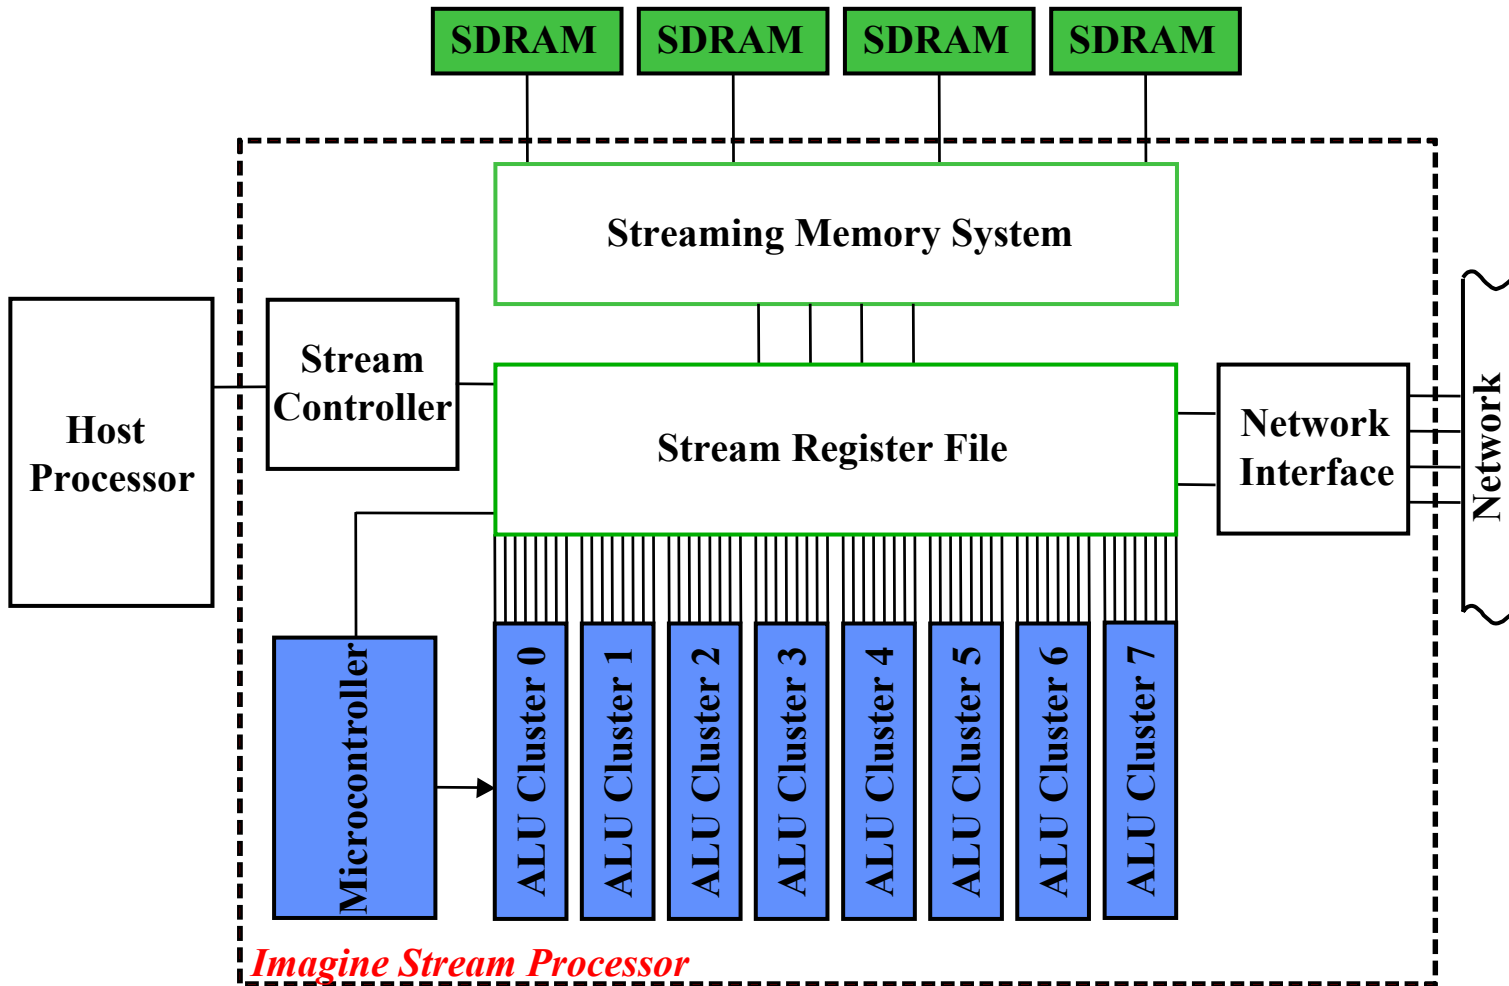 SDRAM
SDRAM
SDRAM
SDRAM
Streaming Memory System
Host
Processor
Stream
Controller
Stream Register File
Network
Interface
Network
Microcontroller
ALU Cluster 0
ALU Cluster 1
ALU Cluster 2
ALU Cluster 3
ALU Cluster 4
ALU Cluster 5
ALU Cluster 6
ALU Cluster 7
Imagine Stream Processor